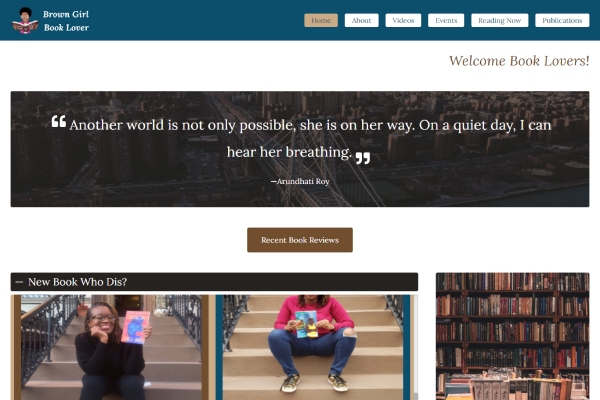 Brown Girl
Book Lover
Home
About
Videos
Events
Reading Now
Publications
Welcome Book Lovers!
“ Another world is not only possible, she is on her way. On a quiet day, I can
hear her breathing. ”
—Arundhati Roy
Recent Book Reviews
— New Book Who Dis?